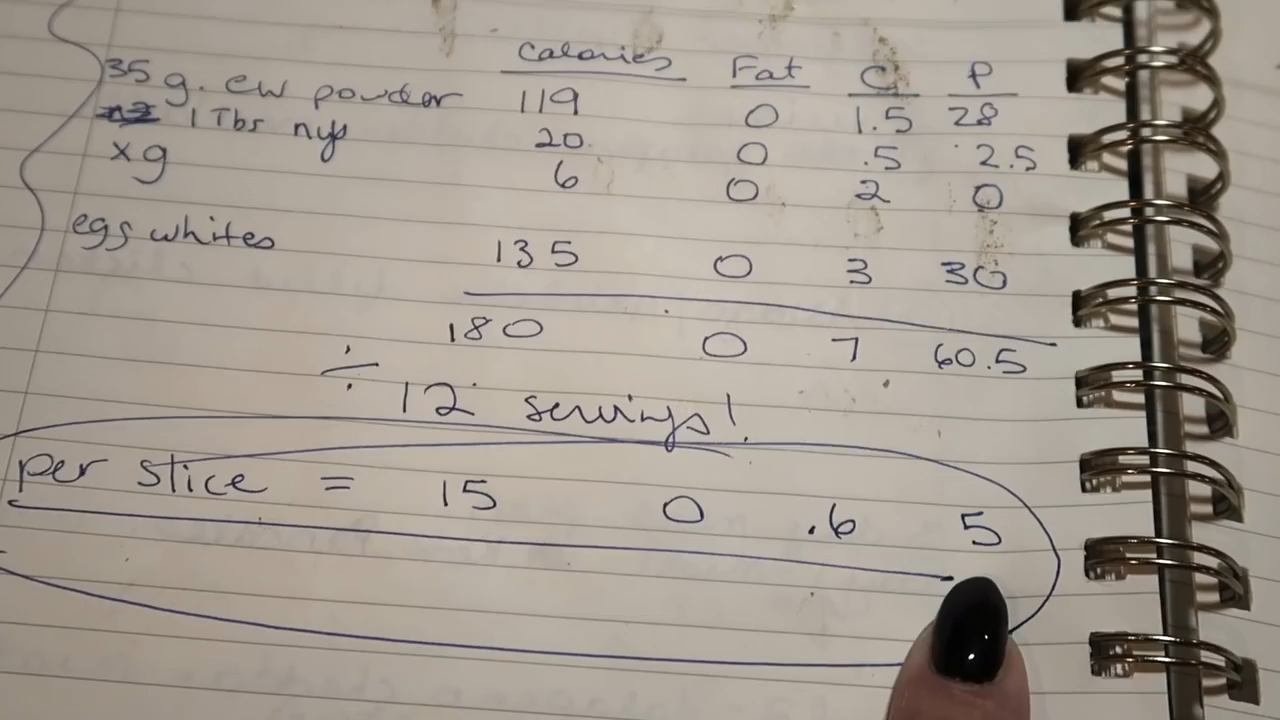 Calories Fat C P
35 g. ew powder 119 0 1.5 28
1 Tbs nys 20 0 .5 2.5
xg 6 0 2 0
egg whites 135 0 3 30
180 0 7 60.5
÷ 12 servings!
per slice = 15 0 .6 5